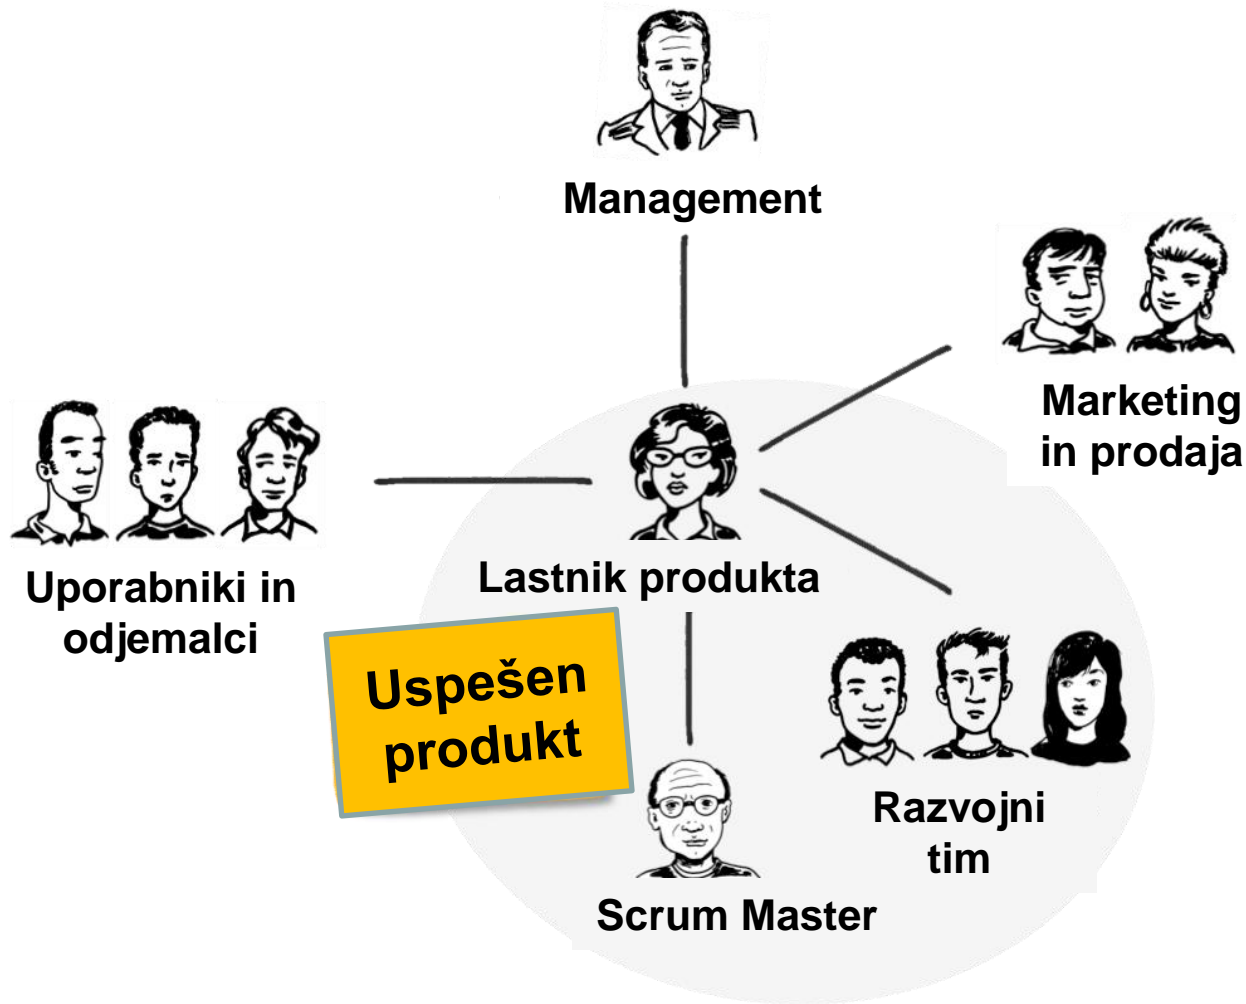 Management
Marketing
in prodaja
Uporabniki in
odjemalci
Lastnik produkta
Uspešen
produkt
Razvojni
tim
Scrum Master